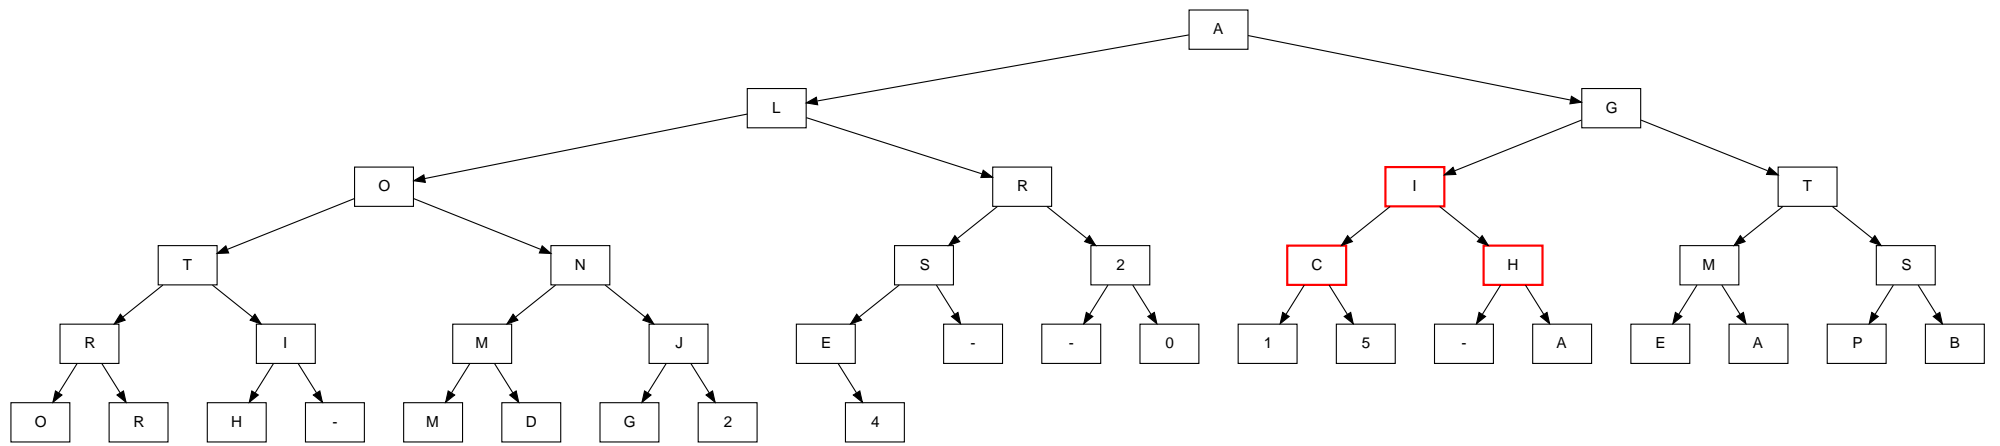 A
L G
O R I T
T N S 2 C H M S
R I M J E - - 0 1 5 - A E A P B
O R H - M D G 2 4